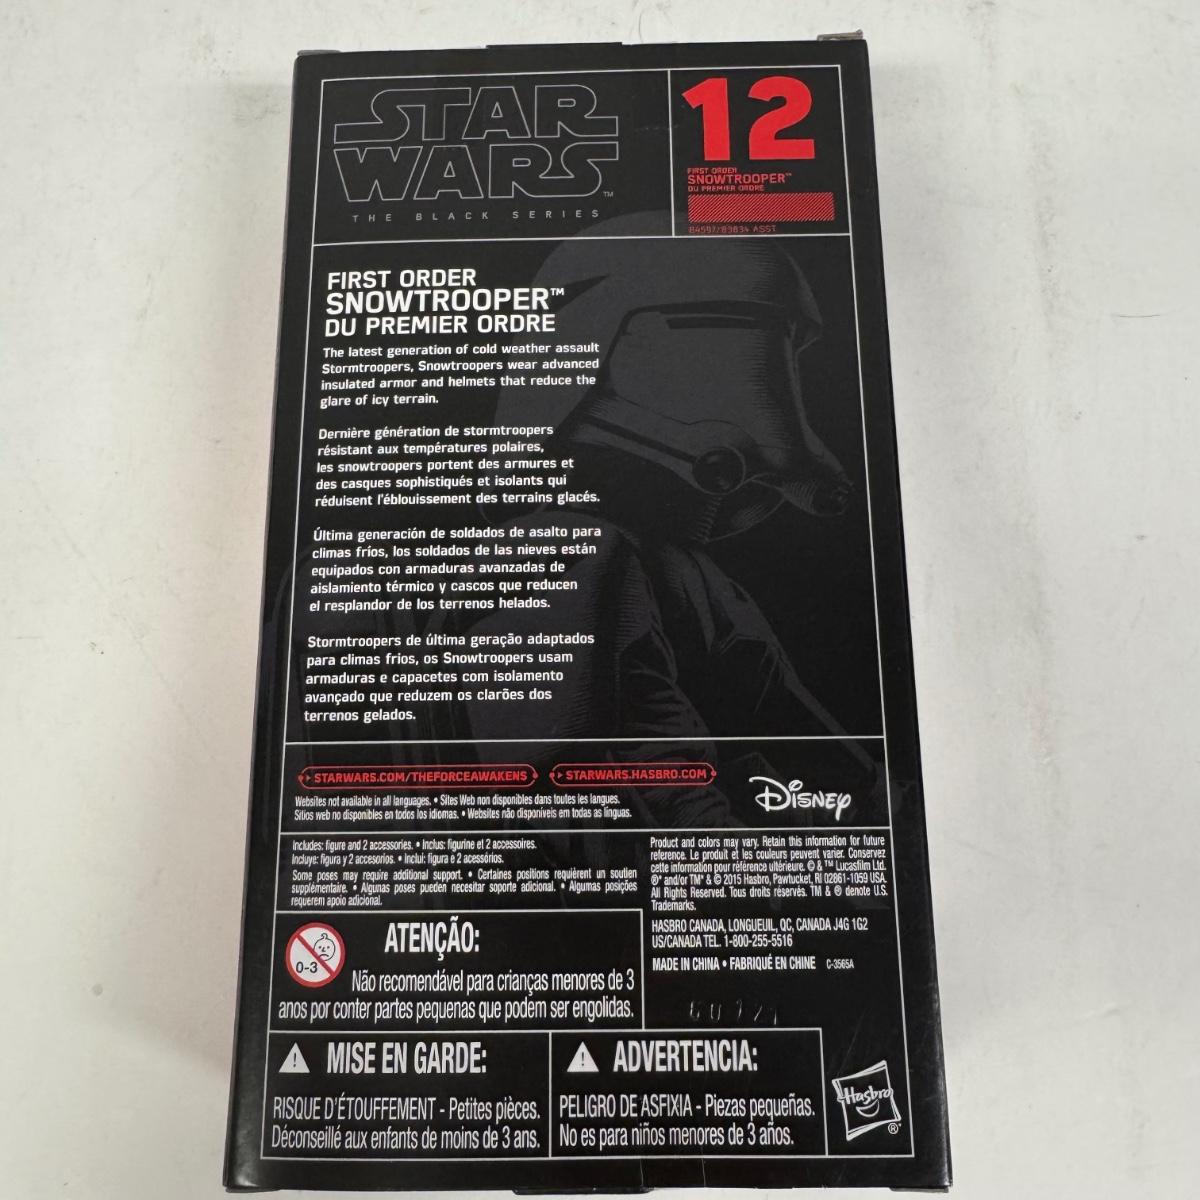 STAR
WARS™
THE BLACK SERIES
12
FIRST ORDER
SNOWTROOPER™
DU PREMIER ORDRE
B4597/B3834 ASST
FIRST ORDER
SNOWTROOPER™
DU PREMIER ORDRE
The latest generation of cold weather assault
Stormtroopers, Snowtroopers wear advanced
insulated armor and helmets that reduce the
glare of icy terrain.
Dernière génération de stormtroopers
résistant aux températures polaires,
les snowtroopers portent des armures et
des casques sophistiqués et isolants qui
réduisent l'éblouissement des terrains glacés.
Última generación de soldados de asalto para
climas fríos, los soldados de las nieves están
equipados con armaduras avanzadas de
aislamiento térmico y cascos que reducen
el resplandor de los terrenos helados.
Stormtroopers de última geração adaptados
para climas frios, os Snowtroopers usam
armaduras e capacetes com isolamento
avançado que reduzem os clarões dos
terrenos gelados.
STARWARS.COM/THEFORCEAWAKENS
STARWARS.HASBRO.COM
Websites not available in all languages. • Sites Web non disponibles dans toutes les langues.
Sitios web no disponibles en todos los idiomas. • Websites não disponíveis em todas as línguas.
Disney
Includes: figure and 2 accessories. • Inclus: figurine et 2 accessoires.
Incluye: figura y 2 accesorios. • Inclui: figura e 2 acessórios.
Some poses may require additional support. • Certaines positions requièrent un soutien
supplémentaire. • Algunas poses pueden necesitar soporte adicional. • Algumas posições
requerem apoio adicional.
Product and colors may vary. Retain this information for future
reference. Le produit et les couleurs peuvent varier. Conservez
cette information pour référence ultérieure. © & ™ Lucasfilm Ltd.
®* and/or TM* & © 2015 Hasbro, Pawtucket, RI 02861-1059 USA.
All Rights Reserved. Tous droits réservés. TM & ® denote U.S.
Trademarks.
HASBRO CANADA, LONGUEUIL, QC, CANADA J4G 1G2
US/CANADA TEL. 1-800-255-5516
MADE IN CHINA • FABRIQUÉ EN CHINE C-3565A
0-3
ATENÇÃO:
Não recomendável para crianças menores de 3
anos por conter partes pequenas que podem ser engolidas.
MISE EN GARDE:
RISQUE D'ÉTOUFFEMENT - Petites pièces.
Déconseillé aux enfants de moins de 3 ans.
ADVERTENCIA:
PELIGRO DE ASFIXIA - Piezas pequeñas.
No es para niños menores de 3 años.
Hasbro®*